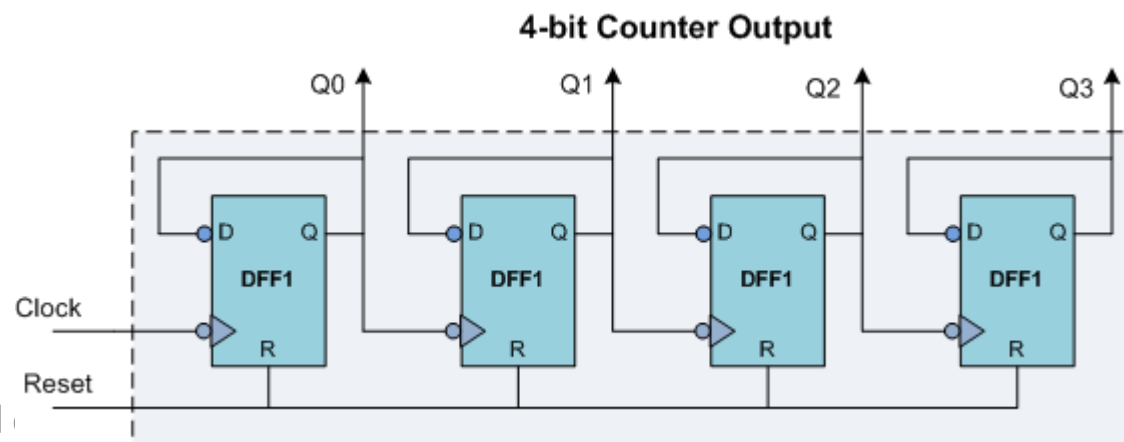 4-bit Counter Output
Q0 Q1 Q2 Q3
D Q D Q D Q D Q
DFF1 DFF1 DFF1 DFF1
Clock
R R R R
Reset